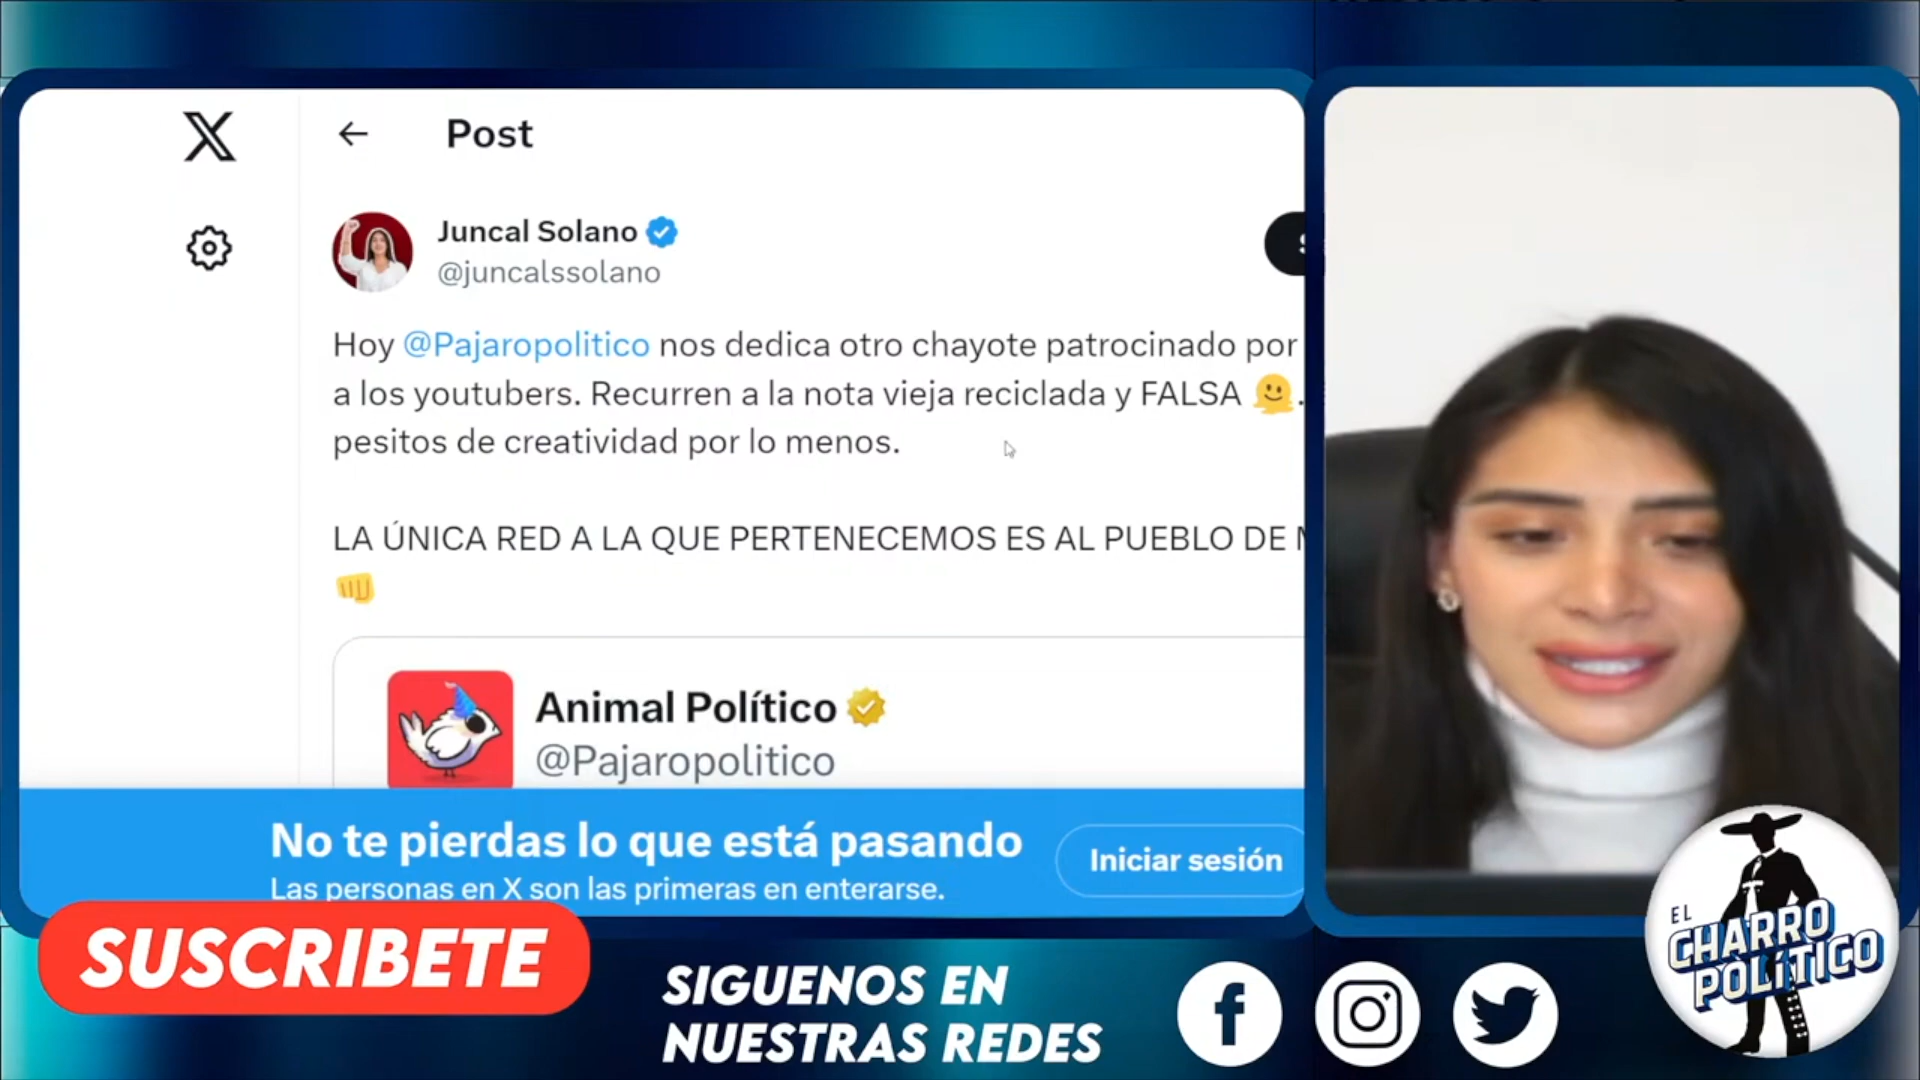 Post
Juncal Solano
@juncalssolano
Hoy @Pajaropolitico nos dedica otro chayote patrocinado por
a los youtubers. Recurren a la nota vieja reciclada y FALSA 🫠.
pesitos de creatividad por lo menos.
LA ÚNICA RED A LA QUE PERTENECEMOS ES AL PUEBLO DE
👊
Animal Político
@Pajaropolitico
No te pierdas lo que está pasando
Las personas en X son las primeras en enterarse.
Iniciar sesión
SUSCRIBETE
SIGUENOS EN
NUESTRAS REDES
EL
CHARRO
POLÍTICO